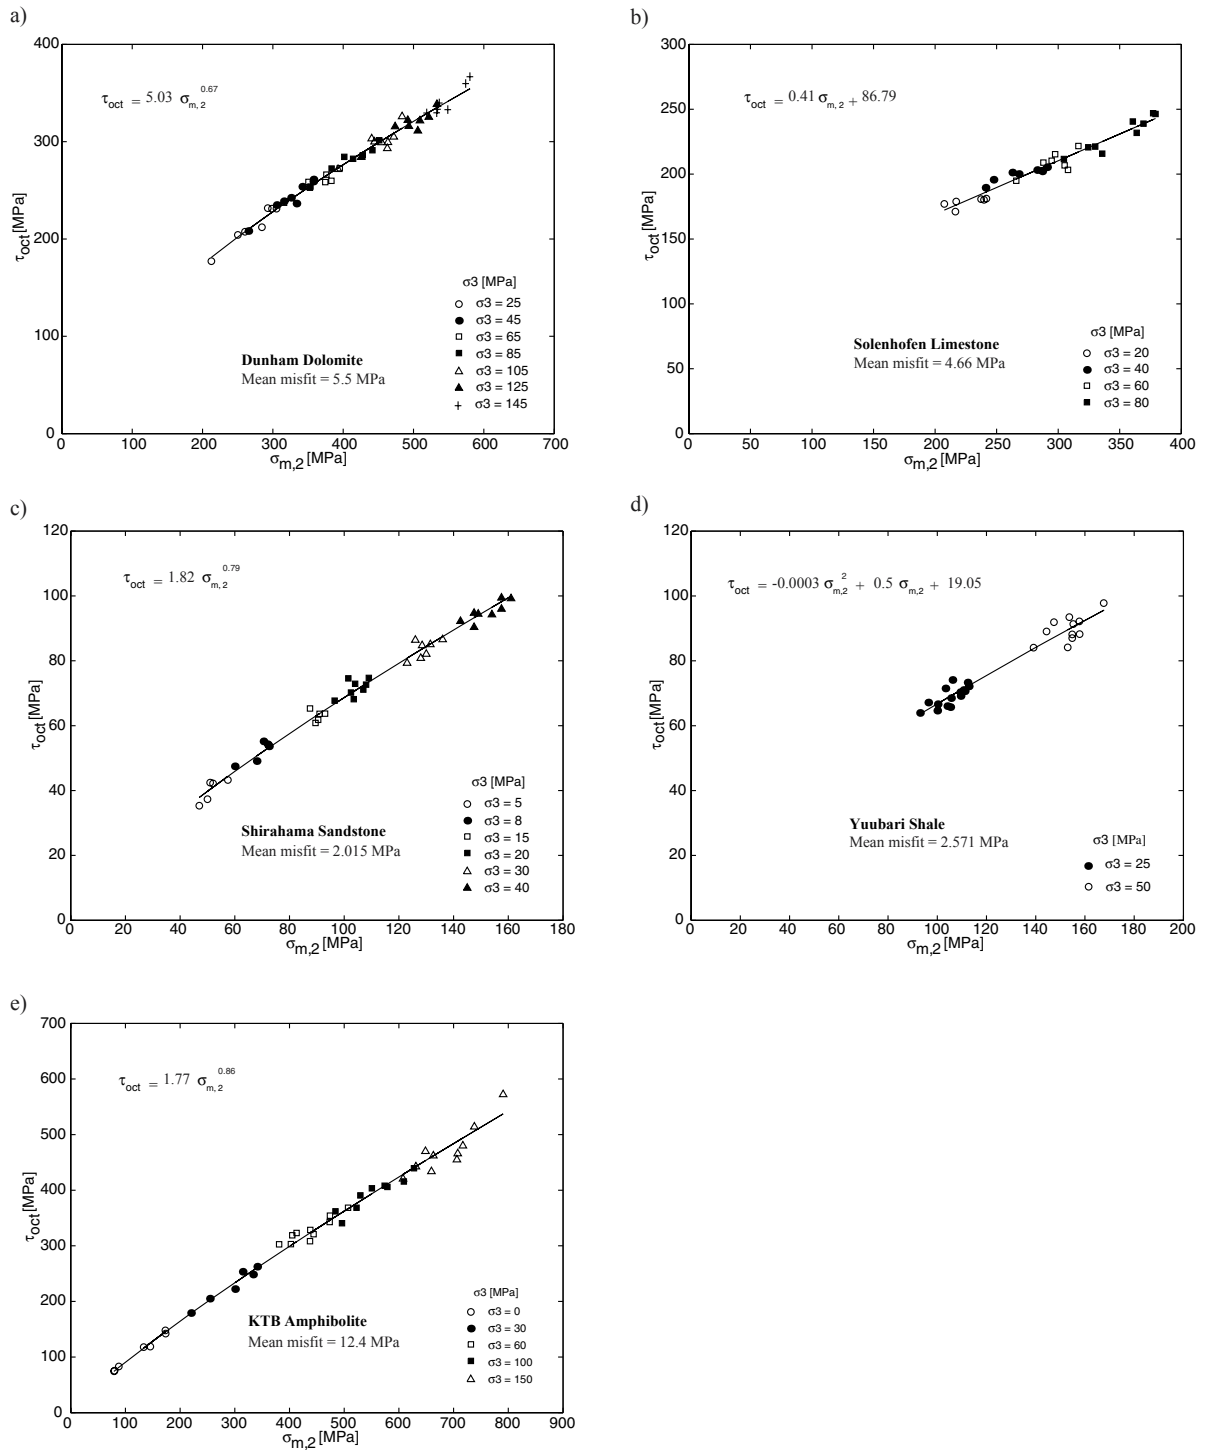 a)
400
300
200
100
0
τoct [MPa]
τoct = 5.03 σm,2^0.67
σ3 [MPa]
σ3 = 25
σ3 = 45
σ3 = 65
σ3 = 85
σ3 = 105
σ3 = 125
σ3 = 145
Dunham Dolomite
Mean misfit = 5.5 MPa
0 100 200 300 400 500 600 700
σm,2 [MPa]
b)
300
250
200
150
100
50
0
τoct [MPa]
τoct = 0.41 σm,2 + 86.79
σ3 [MPa]
σ3 = 20
σ3 = 40
σ3 = 60
σ3 = 80
Solenhofen Limestone
Mean misfit = 4.66 MPa
0 50 100 150 200 250 300 350 400
σm,2 [MPa]
c)
120
100
80
60
40
20
0
τoct [MPa]
τoct = 1.82 σm,2^0.79
σ3 [MPa]
σ3 = 5
σ3 = 8
σ3 = 15
σ3 = 20
σ3 = 30
σ3 = 40
Shirahama Sandstone
Mean misfit = 2.015 MPa
0 20 40 60 80 100 120 140 160 180
σm,2 [MPa]
d)
120
100
80
60
40
20
0
τoct [MPa]
τoct = -0.0003 σm,2^2 + 0.5 σm,2 + 19.05
Yuubari Shale
Mean misfit = 2.571 MPa
σ3 [MPa]
σ3 = 25
σ3 = 50
0 20 40 60 80 100 120 140 160 180 200
σm,2 [MPa]
e)
700
600
500
400
300
200
100
0
τoct [MPa]
τoct = 1.77 σm,2^0.86
σ3 [MPa]
σ3 = 0
σ3 = 30
σ3 = 60
σ3 = 100
σ3 = 150
KTB Amphibolite
Mean misfit = 12.4 MPa
0 100 200 300 400 500 600 700 800 900
σm,2 [MPa]